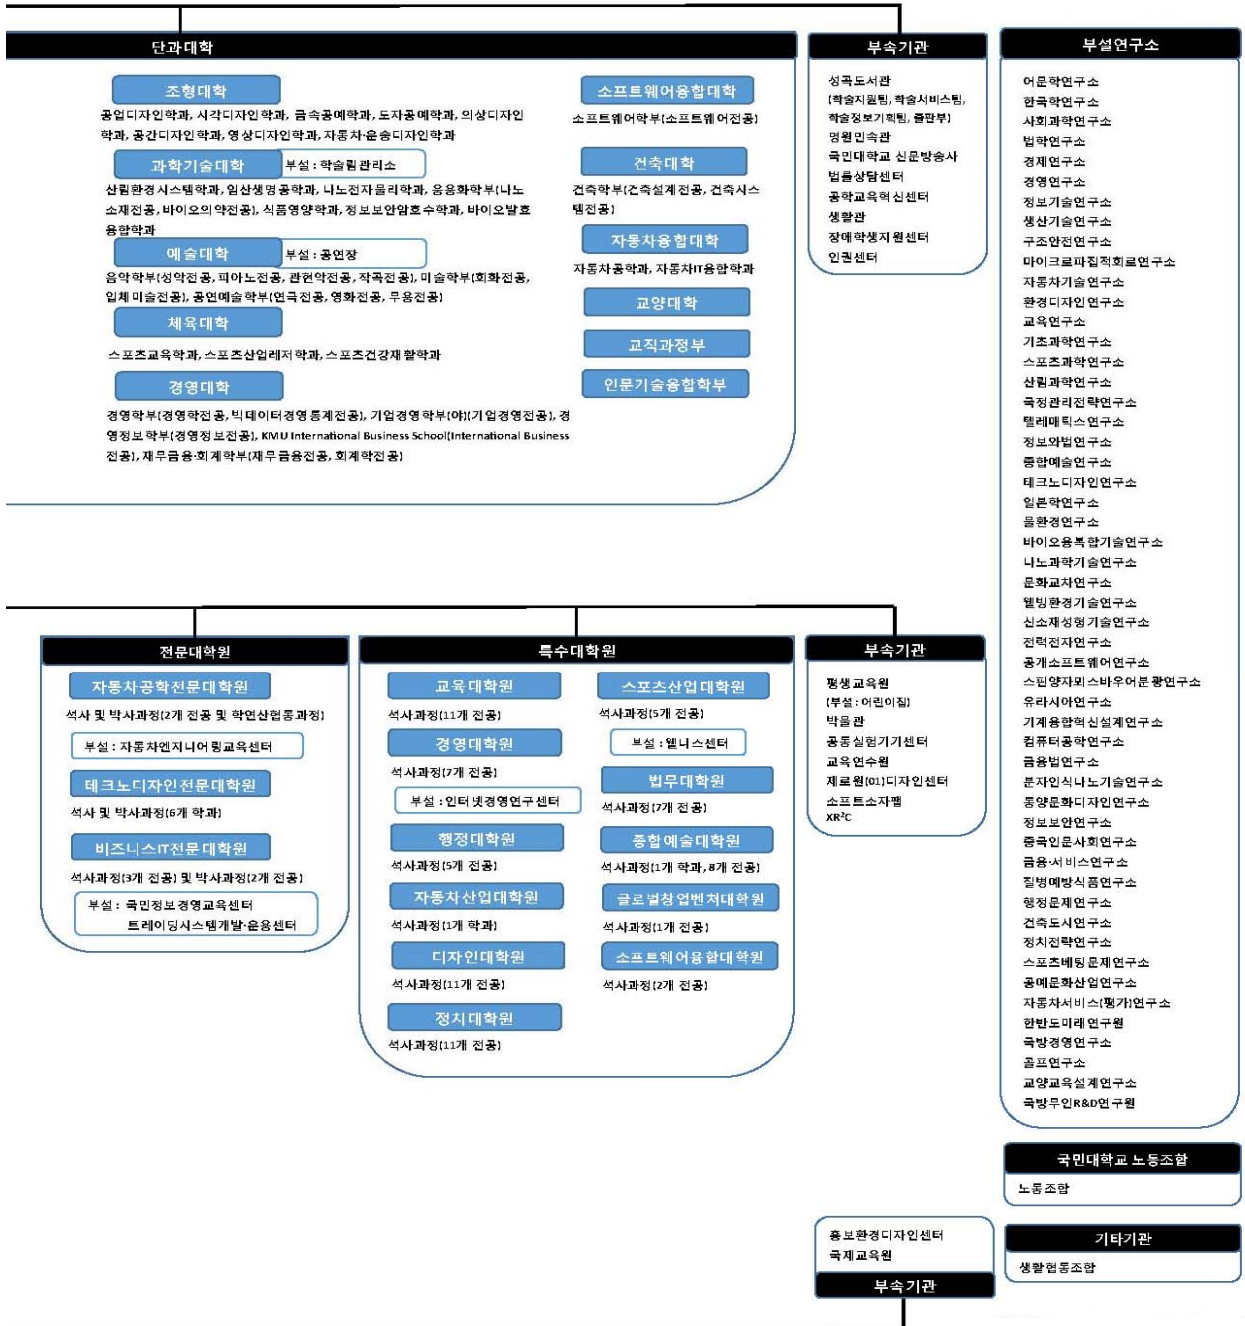 단과대학
조형대학
공업디자인학과, 시각디자인학과, 금속공예학과, 도자공예학과, 의상디자인
학과, 공간디자인학과, 영상디자인학과, 자동차·운송디자인학과
과학기술대학
부설 : 학술림관리소
산림환경시스템학과, 임산생명공학과, 나노전자물리학과, 응용화학부(나노
소재전공, 바이오의약전공), 식품영양학과, 정보보안암호수학과, 바이오발효
융합학과
예술대학
부설 : 공연장
음악학부(성악전공, 피아노전공, 관현악전공, 작곡전공), 미술학부(회화전공,
입체미술전공), 공연예술학부(연극전공, 영화전공, 무용전공)
체육대학
스포츠교육학과, 스포츠산업레저학과, 스포츠건강재활학과
경영대학
경영학부(경영학전공, 빅데이터경영통계전공), 기업경영학부(야)(기업경영전공), 경
영정보학부(경영정보전공), KMU International Business School(International Business
전공), 재무금융·회계학부(재무금융전공, 회계학전공)
소프트웨어융합대학
소프트웨어학부(소프트웨어전공)
건축대학
건축학부(건축설계전공, 건축시스
템전공)
자동차융합대학
자동차공학과, 자동차IT융합학과
교양대학
교직과정부
인문기술융합학부
부속기관
성곡도서관
(학술지원팀, 학술서비스팀,
학술정보기획팀, 출판부)
명원민속관
국민대학교 신문방송사
법률상담센터
공학교육혁신센터
생활관
장애학생지원센터
인권센터
부설연구소
어문학연구소
한국학연구소
사회과학연구소
법학연구소
경제연구소
경영연구소
정보기술연구소
생산기술연구소
구조안전연구소
마이크로파집적회로연구소
자동차기술연구소
환경디자인연구소
교육연구소
기초과학연구소
스포츠과학연구소
산림과학연구소
국정관리전략연구소
텔레매틱스연구소
정보와법연구소
종합예술연구소
테크노디자인연구소
일본학연구소
물환경연구소
바이오융복합기술연구소
나노과학기술연구소
문화교차연구소
웰빙환경기술연구소
신소재성형기술연구소
전력전자연구소
공개소프트웨어연구소
스핀양자뫼스바우어분광연구소
유라시아연구소
기계융합혁신설계연구소
컴퓨터공학연구소
금융법연구소
분자인식나노기술연구소
동양문화디자인연구소
정보보안연구소
중국인문사회연구소
금융·서비스연구소
질병예방식품연구소
행정문제연구소
건축도시연구소
정치전략연구소
스포츠베팅문제연구소
공예문화산업연구소
자동차서비스(평가)연구소
한반도미래연구원
국방경영연구소
골프연구소
교양교육설계연구소
국방무인R&D연구원
전문대학원
자동차공학전문대학원
석사 및 박사과정(2개 전공 및 학연산협동과정)
부설 : 자동차엔지니어링교육센터
테크노디자인전문대학원
석사 및 박사과정(6개 학과)
비즈니스IT전문대학원
석사과정(3개 전공) 및 박사과정(2개 전공)
부설 : 국민정보경영교육센터
트레이딩시스템개발·운용센터
특수대학원
교육대학원
석사과정(11개 전공)
경영대학원
석사과정(7개 전공)
부설 : 인터넷경영연구센터
행정대학원
석사과정(5개 전공)
자동차산업대학원
석사과정(1개 학과)
디자인대학원
석사과정(11개 전공)
정치대학원
석사과정(11개 전공)
스포츠산업대학원
석사과정(5개 전공)
부설 : 웰니스센터
법무대학원
석사과정(7개 전공)
종합예술대학원
석사과정(1개 학과, 8개 전공)
글로벌창업벤처대학원
석사과정(1개 전공)
소프트웨어융합대학원
석사과정(2개 전공)
부속기관
평생교육원
(부설 : 어린이집)
박물관
공동실험기기센터
교육연수원
제로원(01)디자인센터
소프트소자팹
XR²C
국민대학교 노동조합
노동조합
기타기관
생활협동조합
홍보환경디자인센터
국제교육원
부속기관